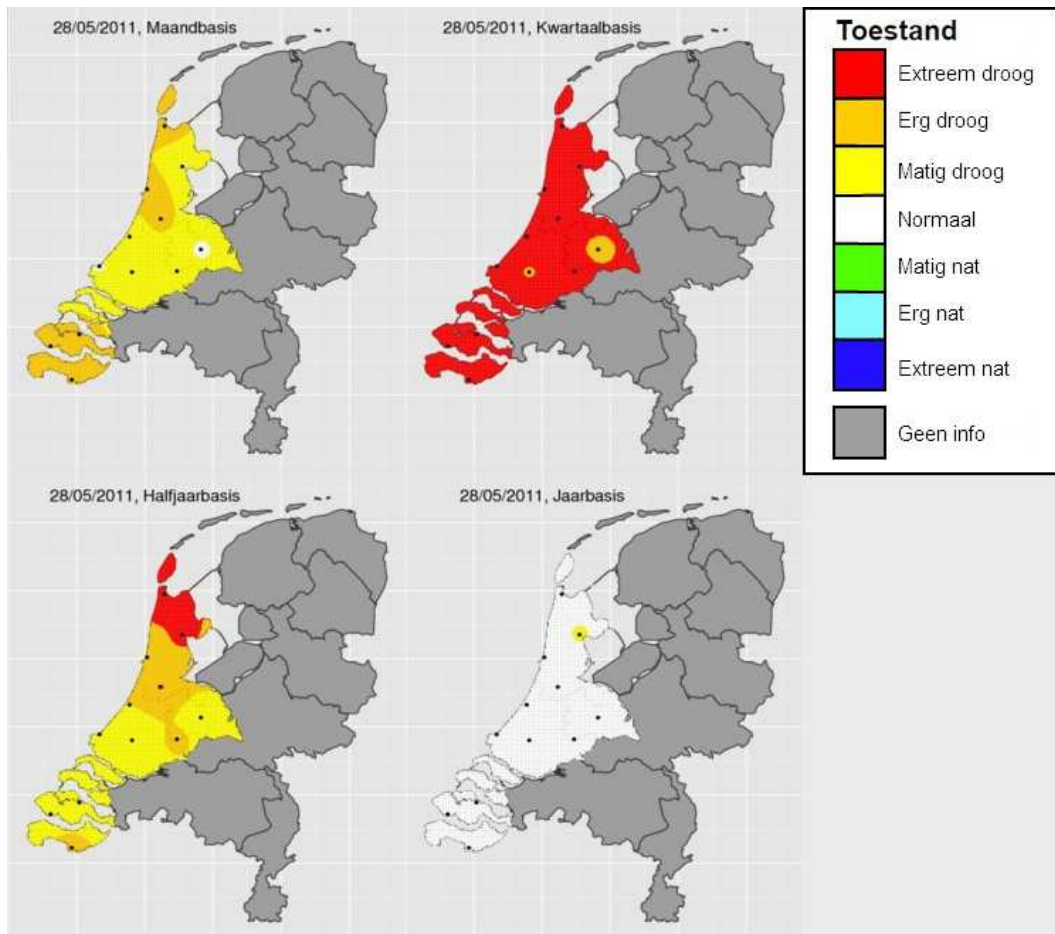 28/05/2011, Maandbasis
28/05/2011, Kwartaalbasis
Toestand
Extreem droog
Erg droog
Matig droog
Normaal
Matig nat
Erg nat
Extreem nat
Geen info
28/05/2011, Halfjaarbasis
28/05/2011, Jaarbasis